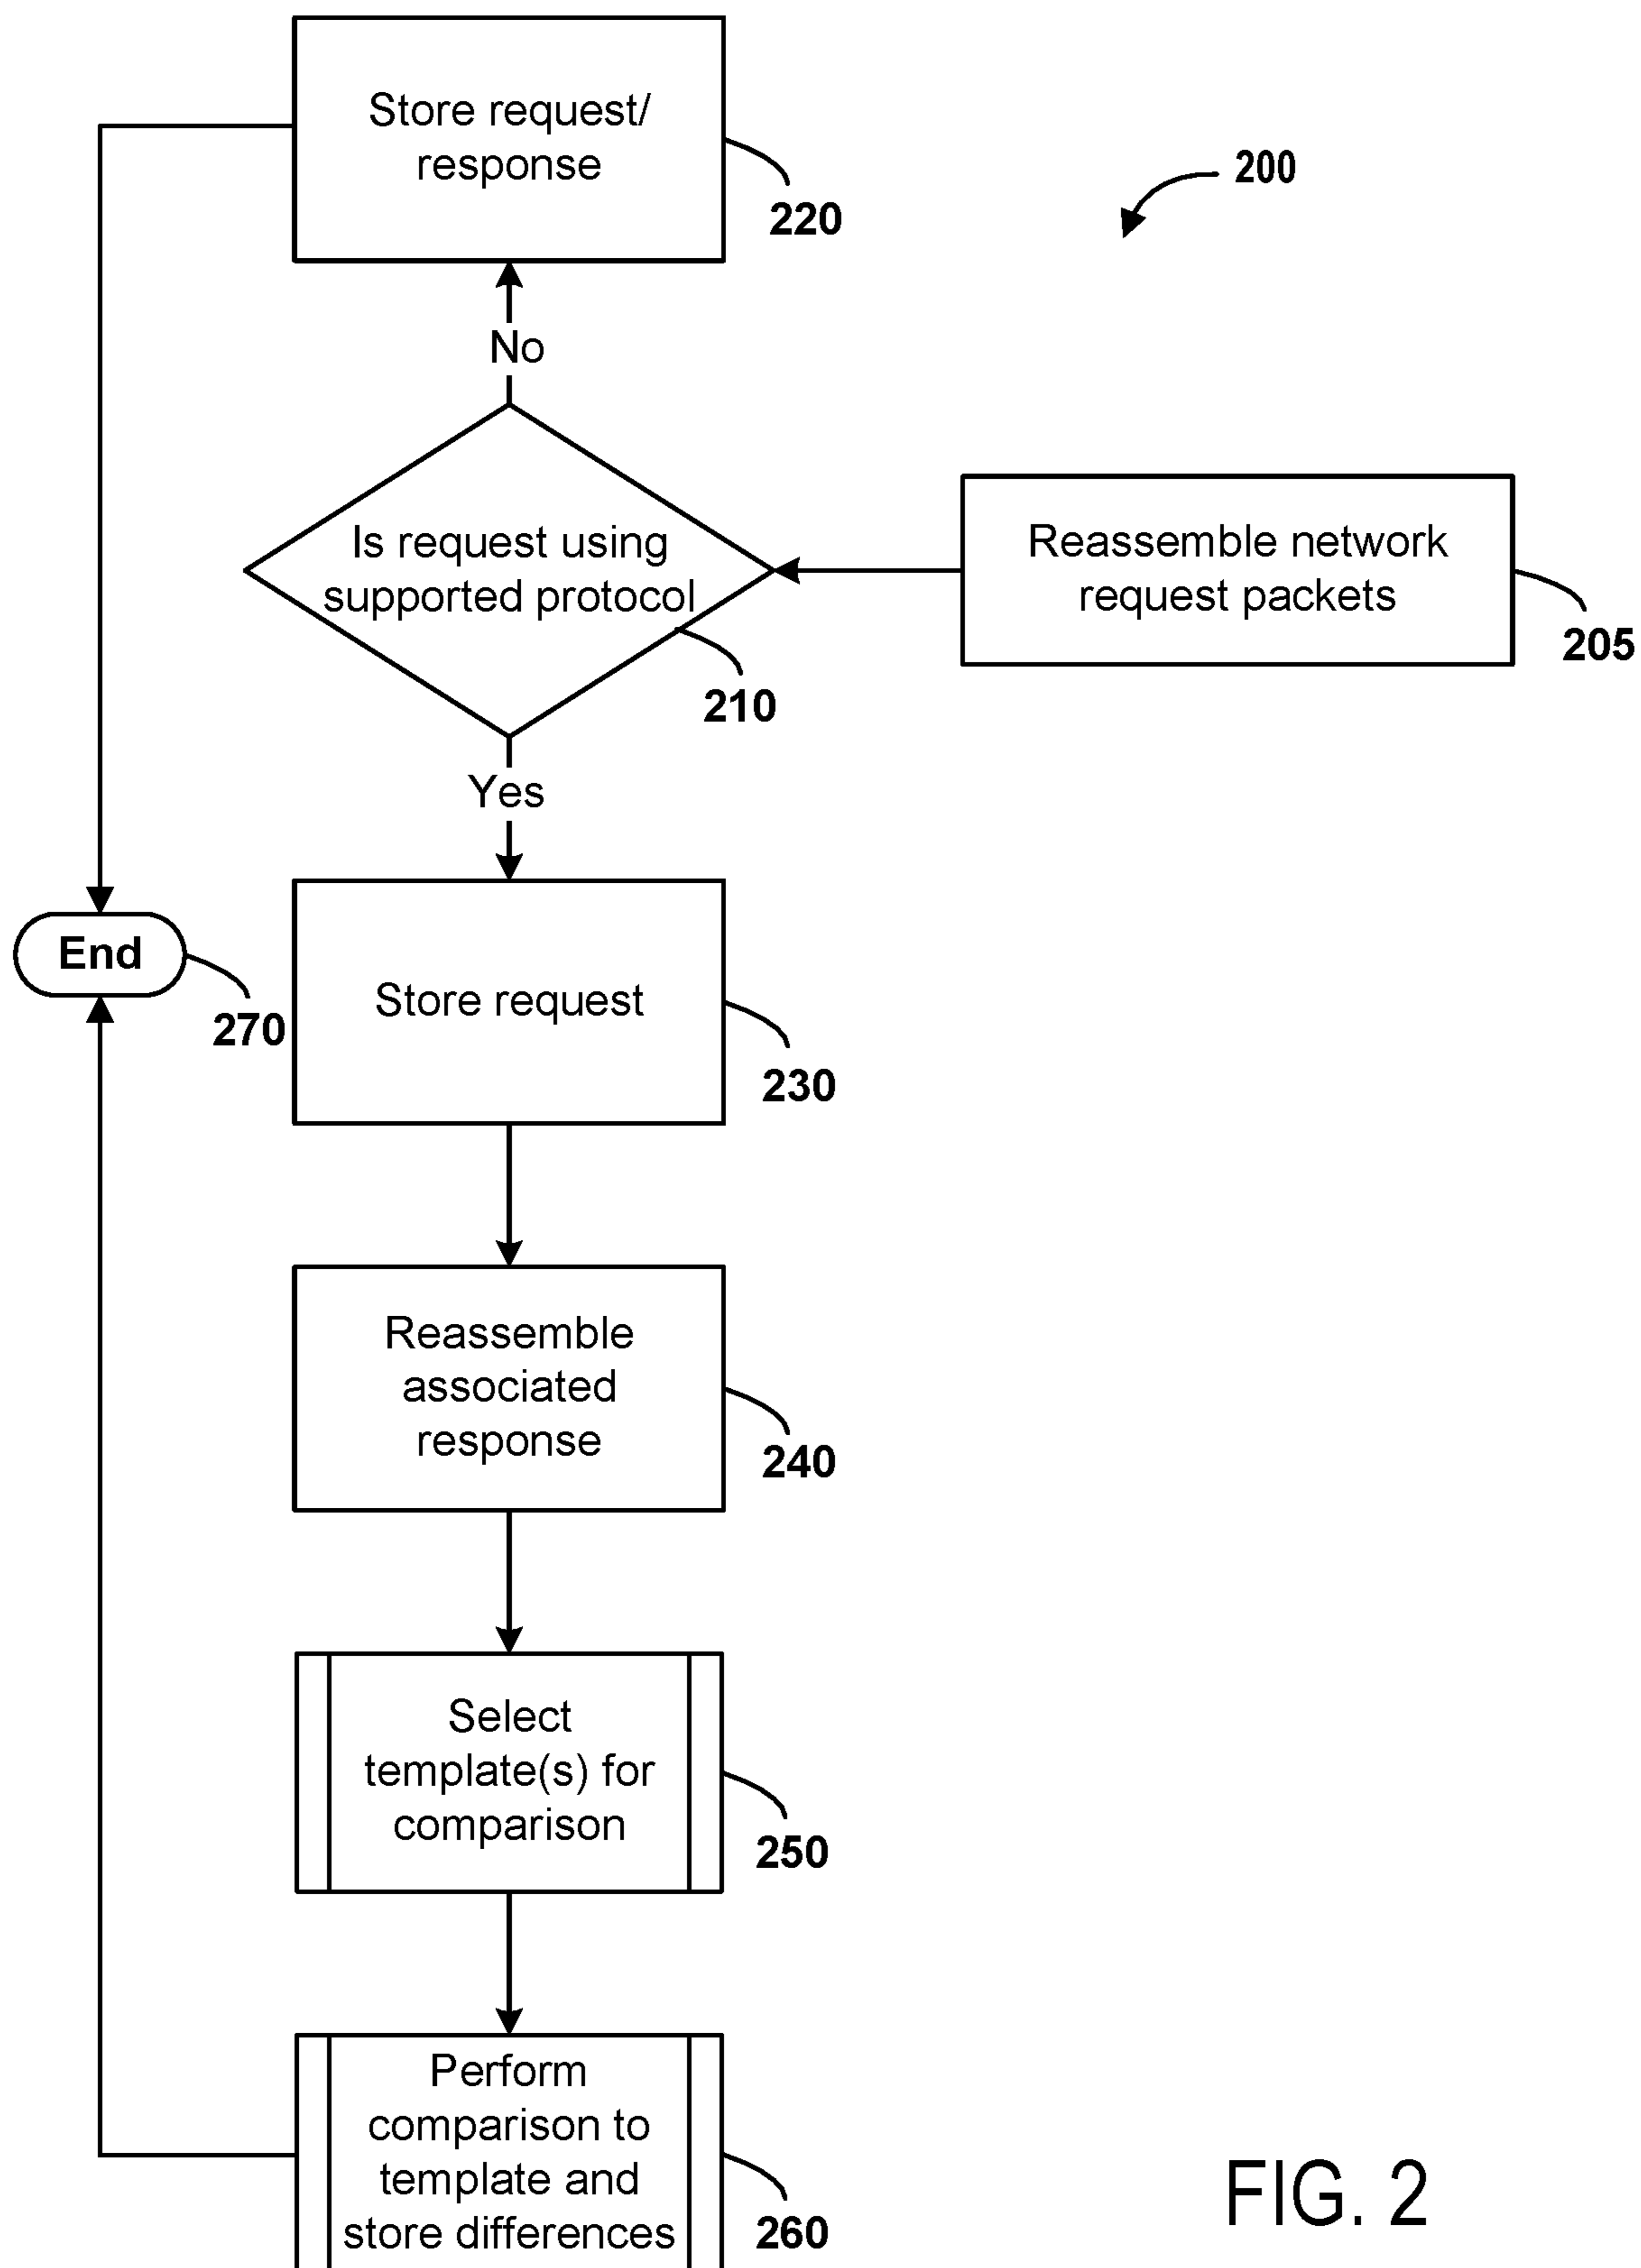 Store request/
response
220
200
No
Is request using
supported protocol
210
Reassemble network
request packets
205
Yes
End
270
Store request
230
Reassemble
associated
response
240
Select
template(s) for
comparison
250
Perform
comparison to
template and
store differences
260
FIG. 2